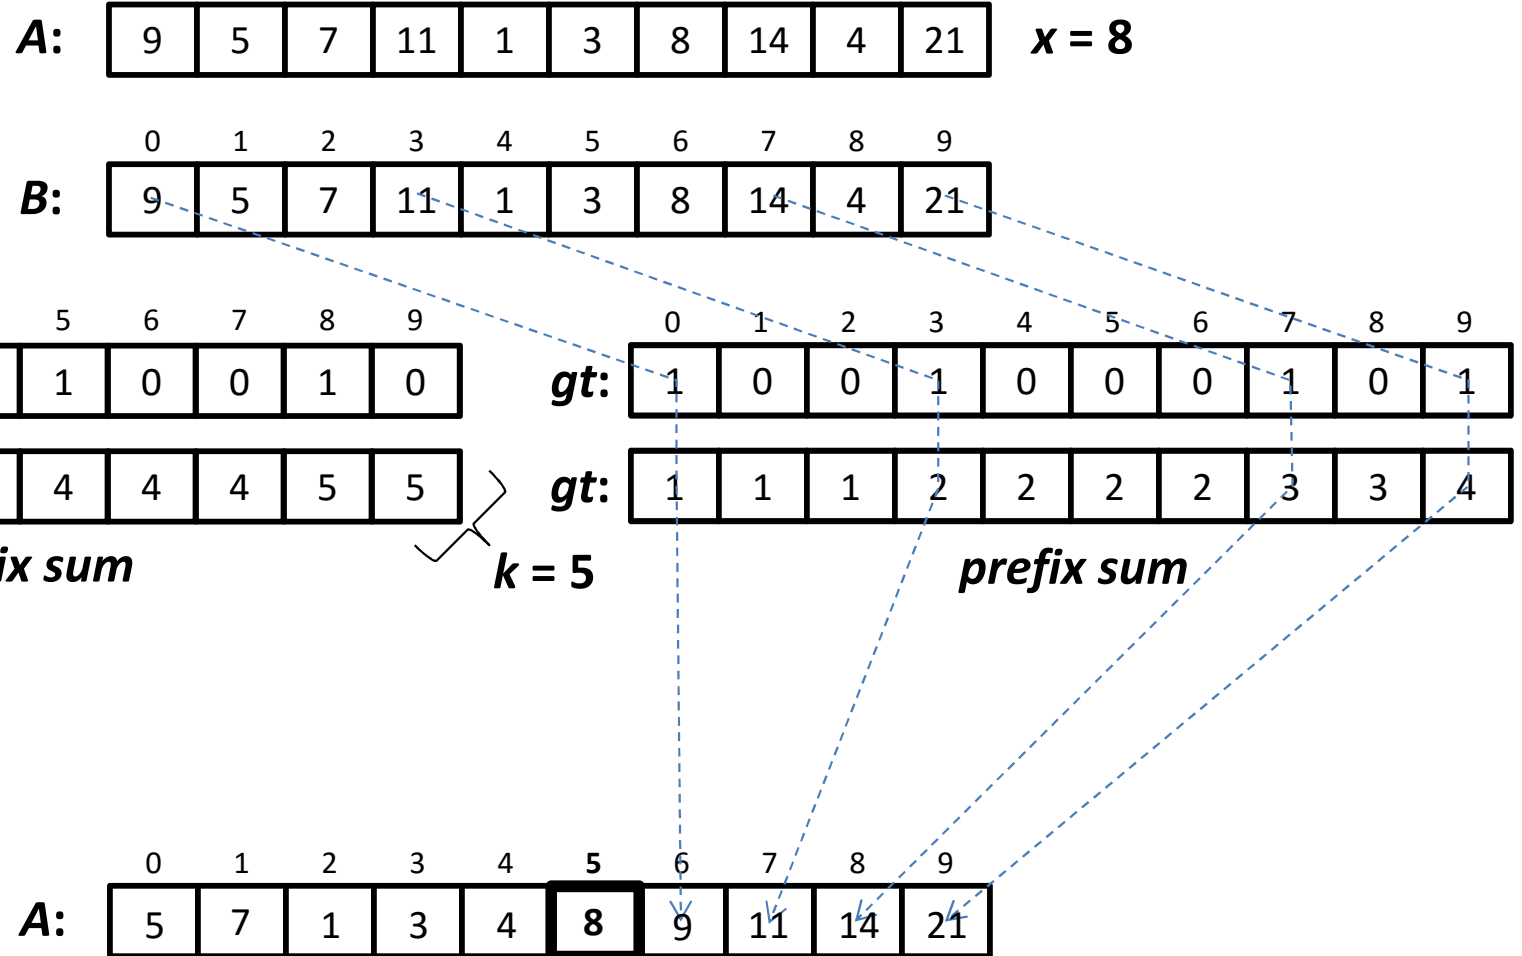 A: 9 5 7 11 1 3 8 14 4 21 x = 8
0 1 2 3 4 5 6 7 8 9
B: 9 5 7 11 1 3 8 14 4 21
5 6 7 8 9 0 1 2 3 4 5 6 7 8 9
1 0 0 1 0 gt: 1 0 0 1 0 0 0 1 0 1
4 4 4 5 5 gt: 1 1 1 2 2 2 2 3 3 4
ix sum k = 5 prefix sum
0 1 2 3 4 5 6 7 8 9
A: 5 7 1 3 4 8 9 11 14 21